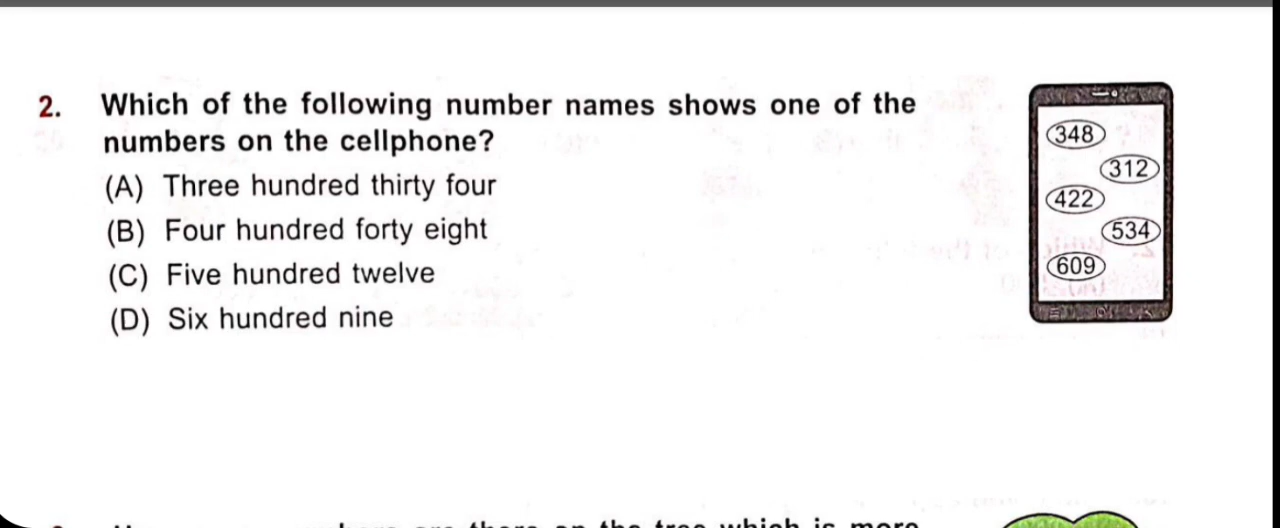 2. Which of the following number names shows one of the
numbers on the cellphone?
(A) Three hundred thirty four
(B) Four hundred forty eight
(C) Five hundred twelve
(D) Six hundred nine
348
312
422
534
609